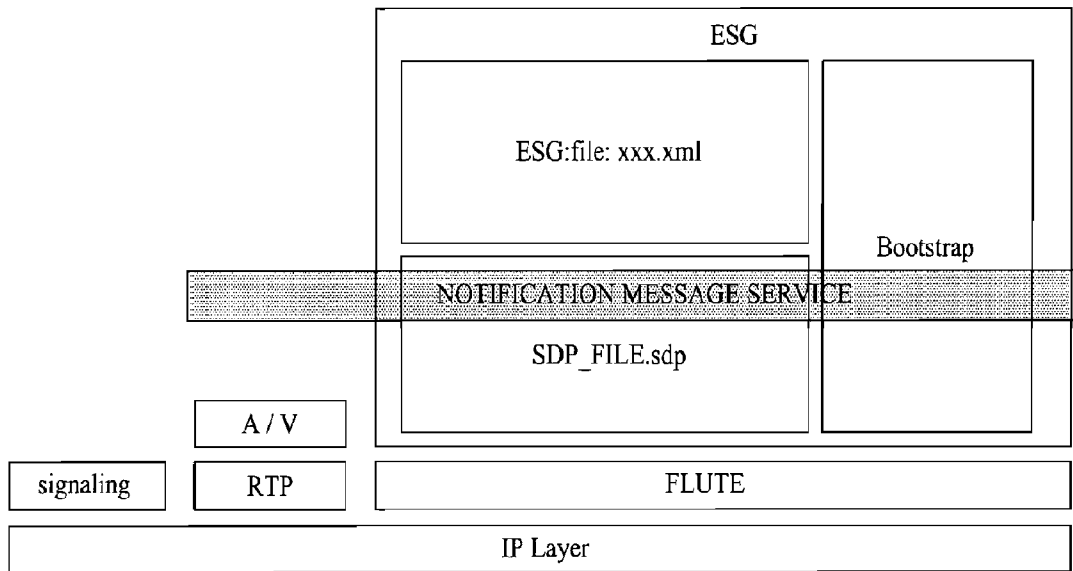 ESG
ESG:file: xxx.xml
Bootstrap
NOTIFICATION MESSAGE SERVICE
SDP_FILE.sdp
A / V
signaling
RTP
FLUTE
IP Layer